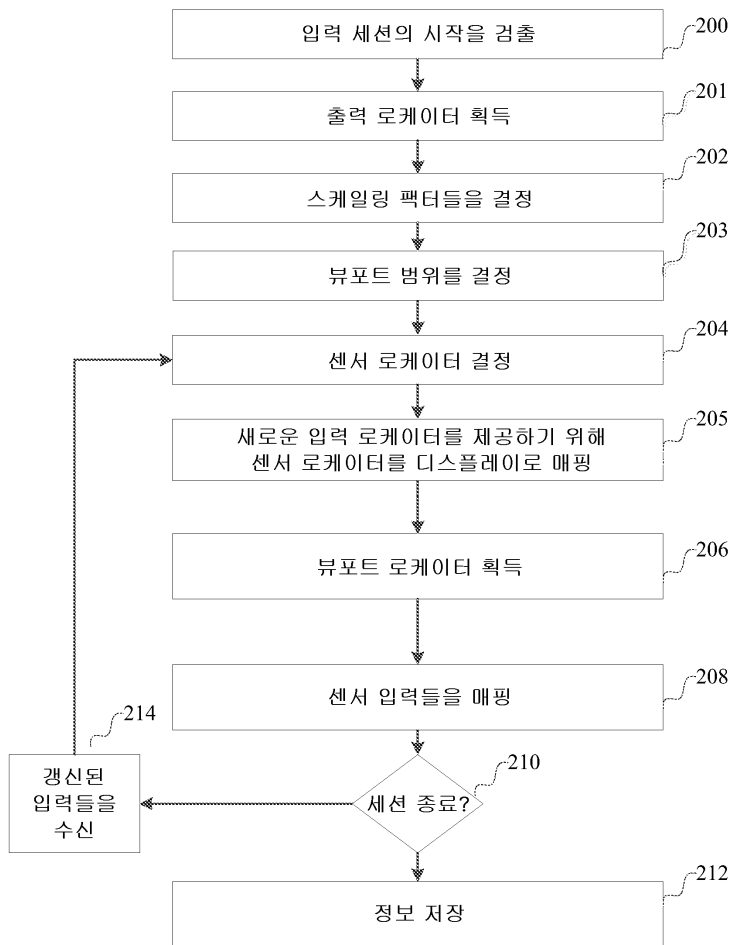 입력 세션의 시작을 검출
200
출력 로케이터 획득
201
스케일링 팩터들을 결정
202
뷰포트 범위를 결정
203
센서 로케이터 결정
204
새로운 입력 로케이터를 제공하기 위해
센서 로케이터를 디스플레이로 매핑
205
뷰포트 로케이터 획득
206
센서 입력들을 매핑
208
214
갱신된
입력들을
수신
세션 종료?
210
정보 저장
212